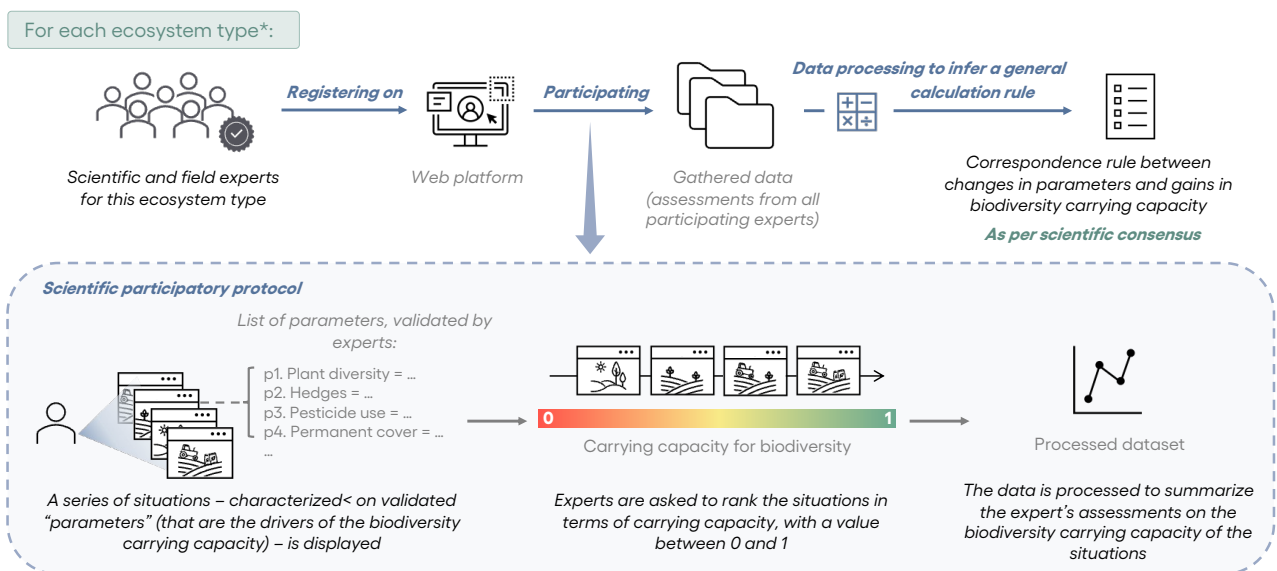 For each ecosystem type*:
Registering on
Participating
Data processing to infer a general
calculation rule
Scientific and field experts
for this ecosystem type
Web platform
Gathered data
(assessments from all
participating experts)
Correspondence rule between
changes in parameters and gains in
biodiversity carrying capacity
As per scientific consensus
Scientific participatory protocol
List of parameters, validated by
experts:
p1. Plant diversity = ...
p2. Hedges = ...
p3. Pesticide use = ...
p4. Permanent cover = ...
...
0
1
Carrying capacity for biodiversity
Processed dataset
A series of situations – characterized< on validated
“parameters” (that are the drivers of the biodiversity
carrying capacity) – is displayed
Experts are asked to rank the situations in
terms of carrying capacity, with a value
between 0 and 1
The data is processed to summarize
the expert's assessments on the
biodiversity carrying capacity of the
situations